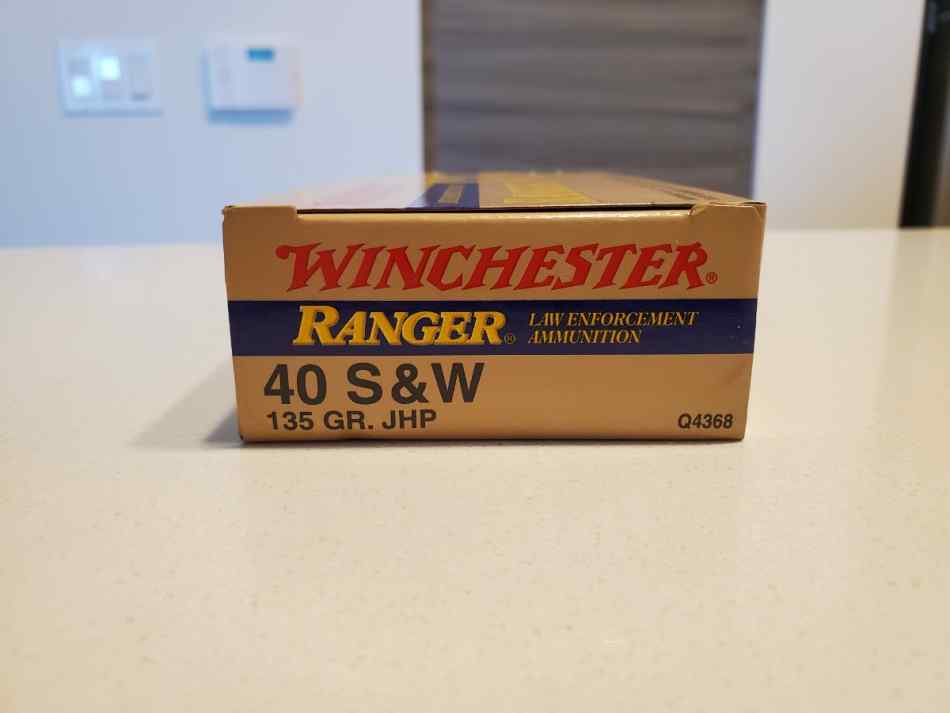 WINCHESTER®
RANGER® LAW ENFORCEMENT
AMMUNITION
40 S&W
135 GR. JHP
Q4368